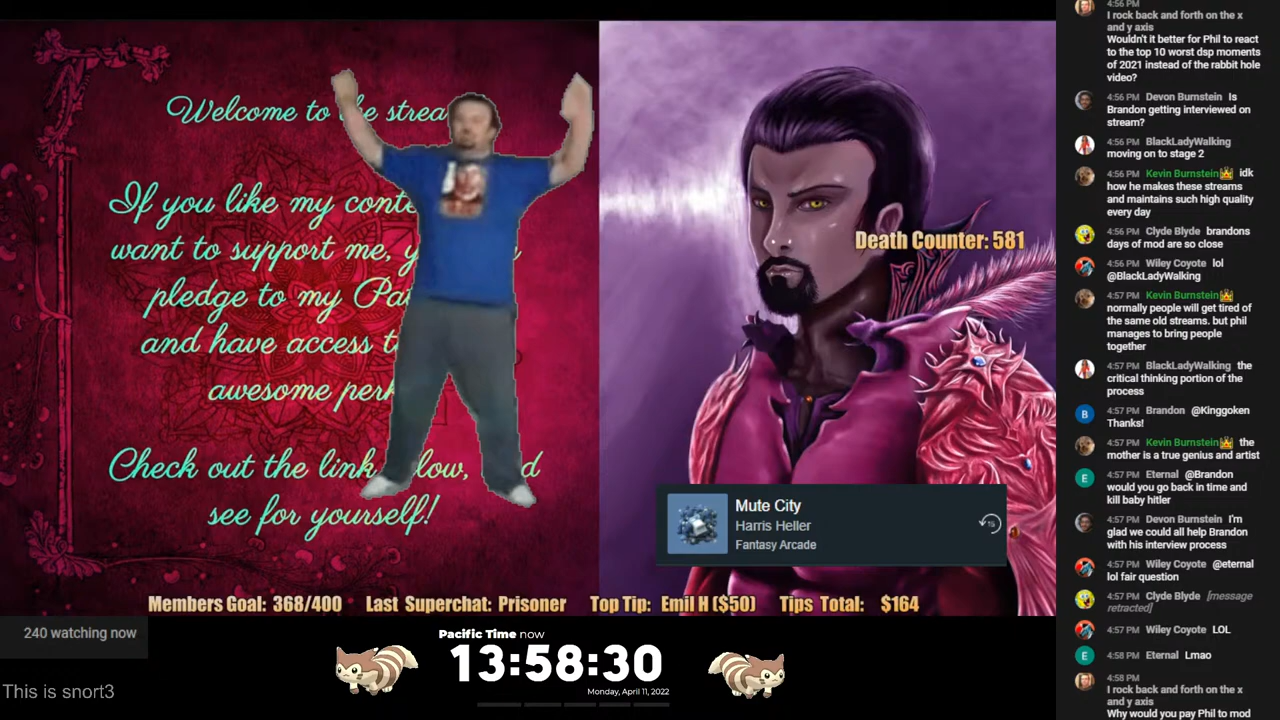 Welcome to the strea
If you like my conte
want to support me, y
pledge to my Pa
and have access t
awesome perk
Check out the link low, d
see for yourself!
Death Counter: 581
Mute City
Harris Heller
Fantasy Arcade
15
Members Goal: 368/400 Last Superchat: Prisoner Top Tip: Emil H ($50) Tips Total: $164
240 watching now
This is snort3
Pacific Time now
13:58:30
Monday, April 11, 2022
4:56 PM
I rock back and forth on the x
and y axis
Wouldn't it better for Phil to react
to the top 10 worst dsp moments
of 2021 instead of the rabbit hole
video?
4:56 PM Devon Burnstein Is
Brandon getting interviewed on
stream?
4:56 PM BlackLadyWalking
moving on to stage 2
4:56 PM Kevin Burnstein idk
how he makes these streams
and maintains such high quality
every day
4:56 PM Clyde Blyde brandons
days of mod are so close
4:56 PM Wiley Coyote lol
@BlackLadyWalking
4:57 PM Kevin Burnstein
normally people will get tired of
the same old streams. but phil
manages to bring people
together
4:57 PM BlackLadyWalking the
critical thinking portion of the
process
B 4:57 PM Brandon @Kinggoken
Thanks!
4:57 PM Kevin Burnstein the
mother is a true genius and artist
E 4:57 PM Eternal @Brandon
would you go back in time and
kill baby hitler
4:57 PM Devon Burnstein I'm
glad we could all help Brandon
with his interview process
4:57 PM Wiley Coyote @eternal
lol fair question
4:57 PM Clyde Blyde [message
retracted]
4:57 PM Wiley Coyote LOL
E 4:58 PM Eternal Lmao
4:58 PM
I rock back and forth on the x
and y axis
Why would you pay Phil to mod